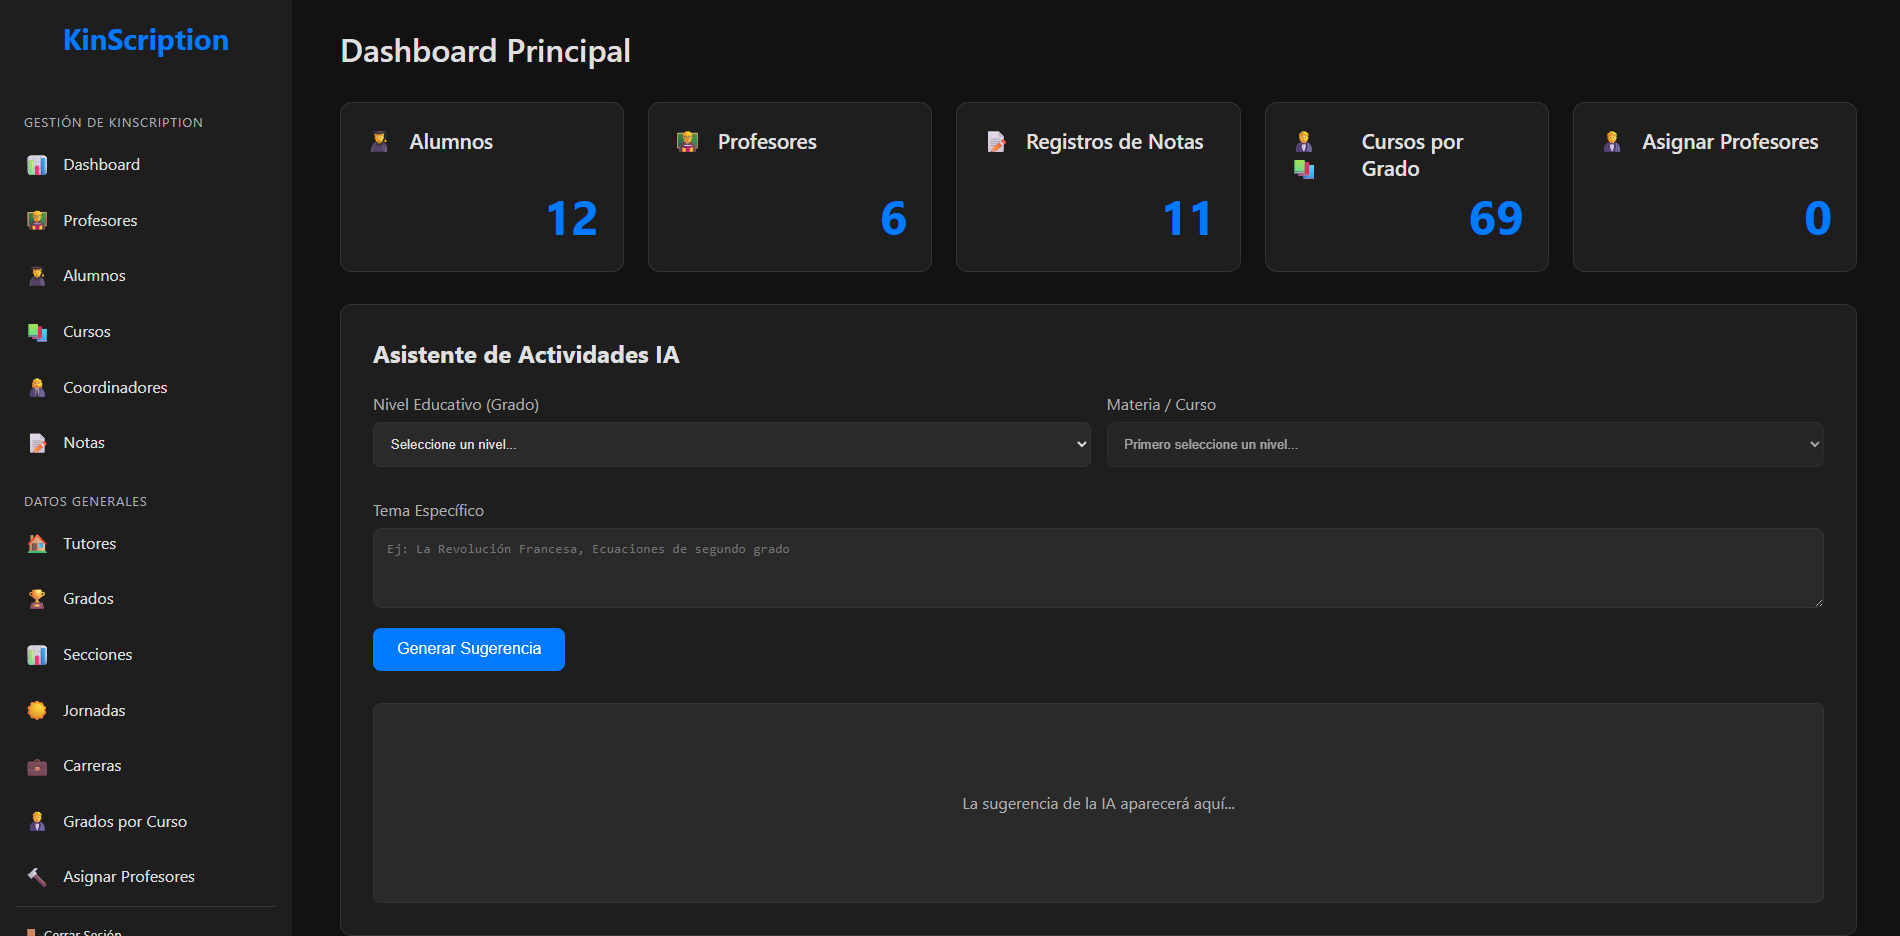 KinScription
GESTIÓN DE KINSCRIPTION
Dashboard
Profesores
Alumnos
Cursos
Coordinadores
Notas
DATOS GENERALES
Tutores
Grados
Secciones
Jornadas
Carreras
Grados por Curso
Asignar Profesores
Cerrar Sesión
Dashboard Principal
Alumnos
12
Profesores
6
Registros de Notas
11
Cursos por
Grado
69
Asignar Profesores
0
Asistente de Actividades IA
Nivel Educativo (Grado)
Seleccione un nivel...
Materia / Curso
Primero seleccione un nivel...
Tema Específico
Ej: La Revolución Francesa, Ecuaciones de segundo grado
Generar Sugerencia
La sugerencia de la IA aparecerá aquí...